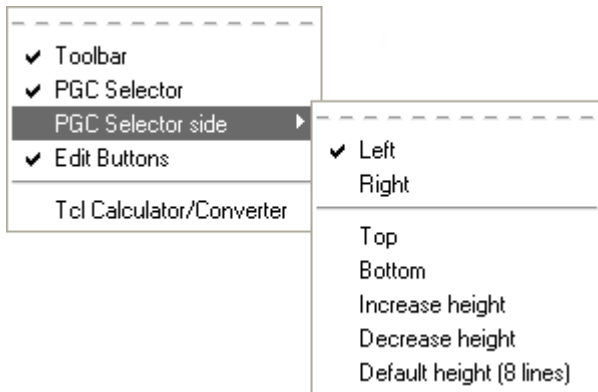 Toolbar
PGC Selector
PGC Selector side
Edit Buttons
Tcl Calculator/Converter
Left
Right
Top
Bottom
Increase height
Decrease height
Default height (8 lines)